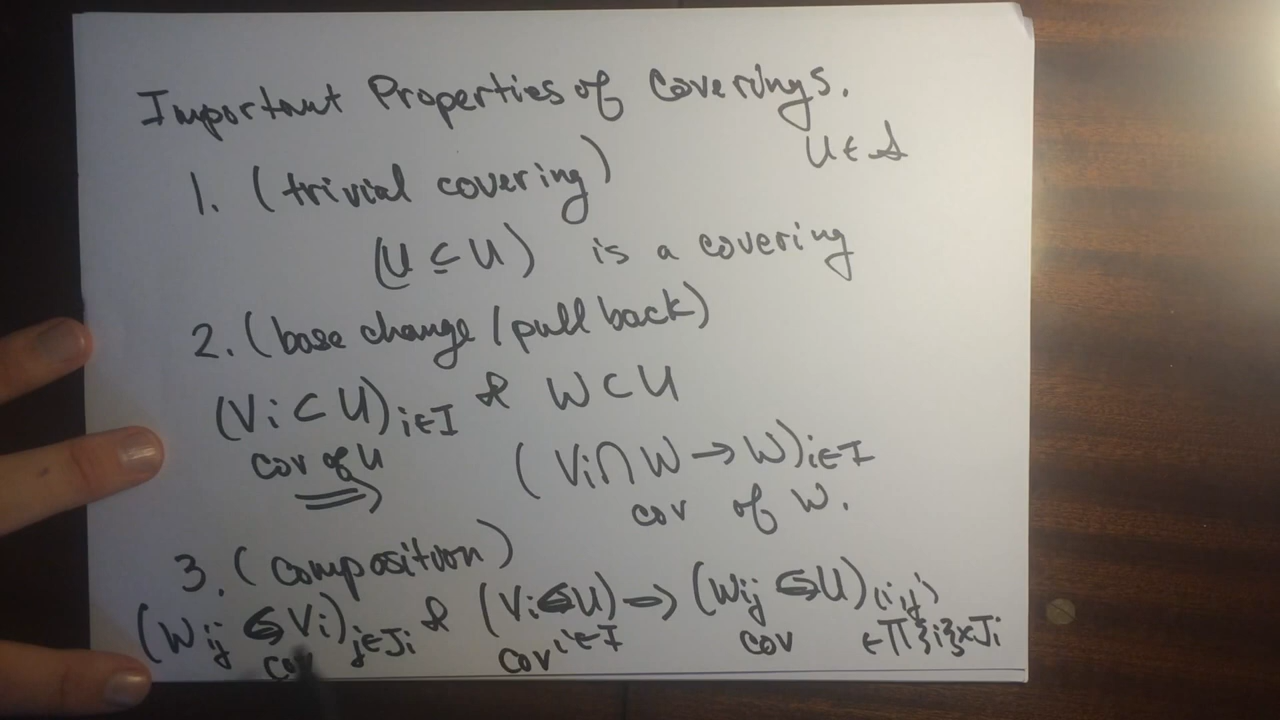 Important Properties of Coverings.
U ∈ 𝒮
1. (trivial covering)
(U ⊆ U) is a covering
2. (base change / pull back)
(Vi ⊂ U)i∈I & W ⊂ U
cov of U
⟹
(Vi ∩ W → W)i∈I
cov of W.
3. (composition)
(Wij ⊆ Vi)j∈Ji & (Vi ⊆ U)i∈I ⟹ (Wij ⊆ U)(i,j)
cov cov cov ∈ ∏{i}×Ji